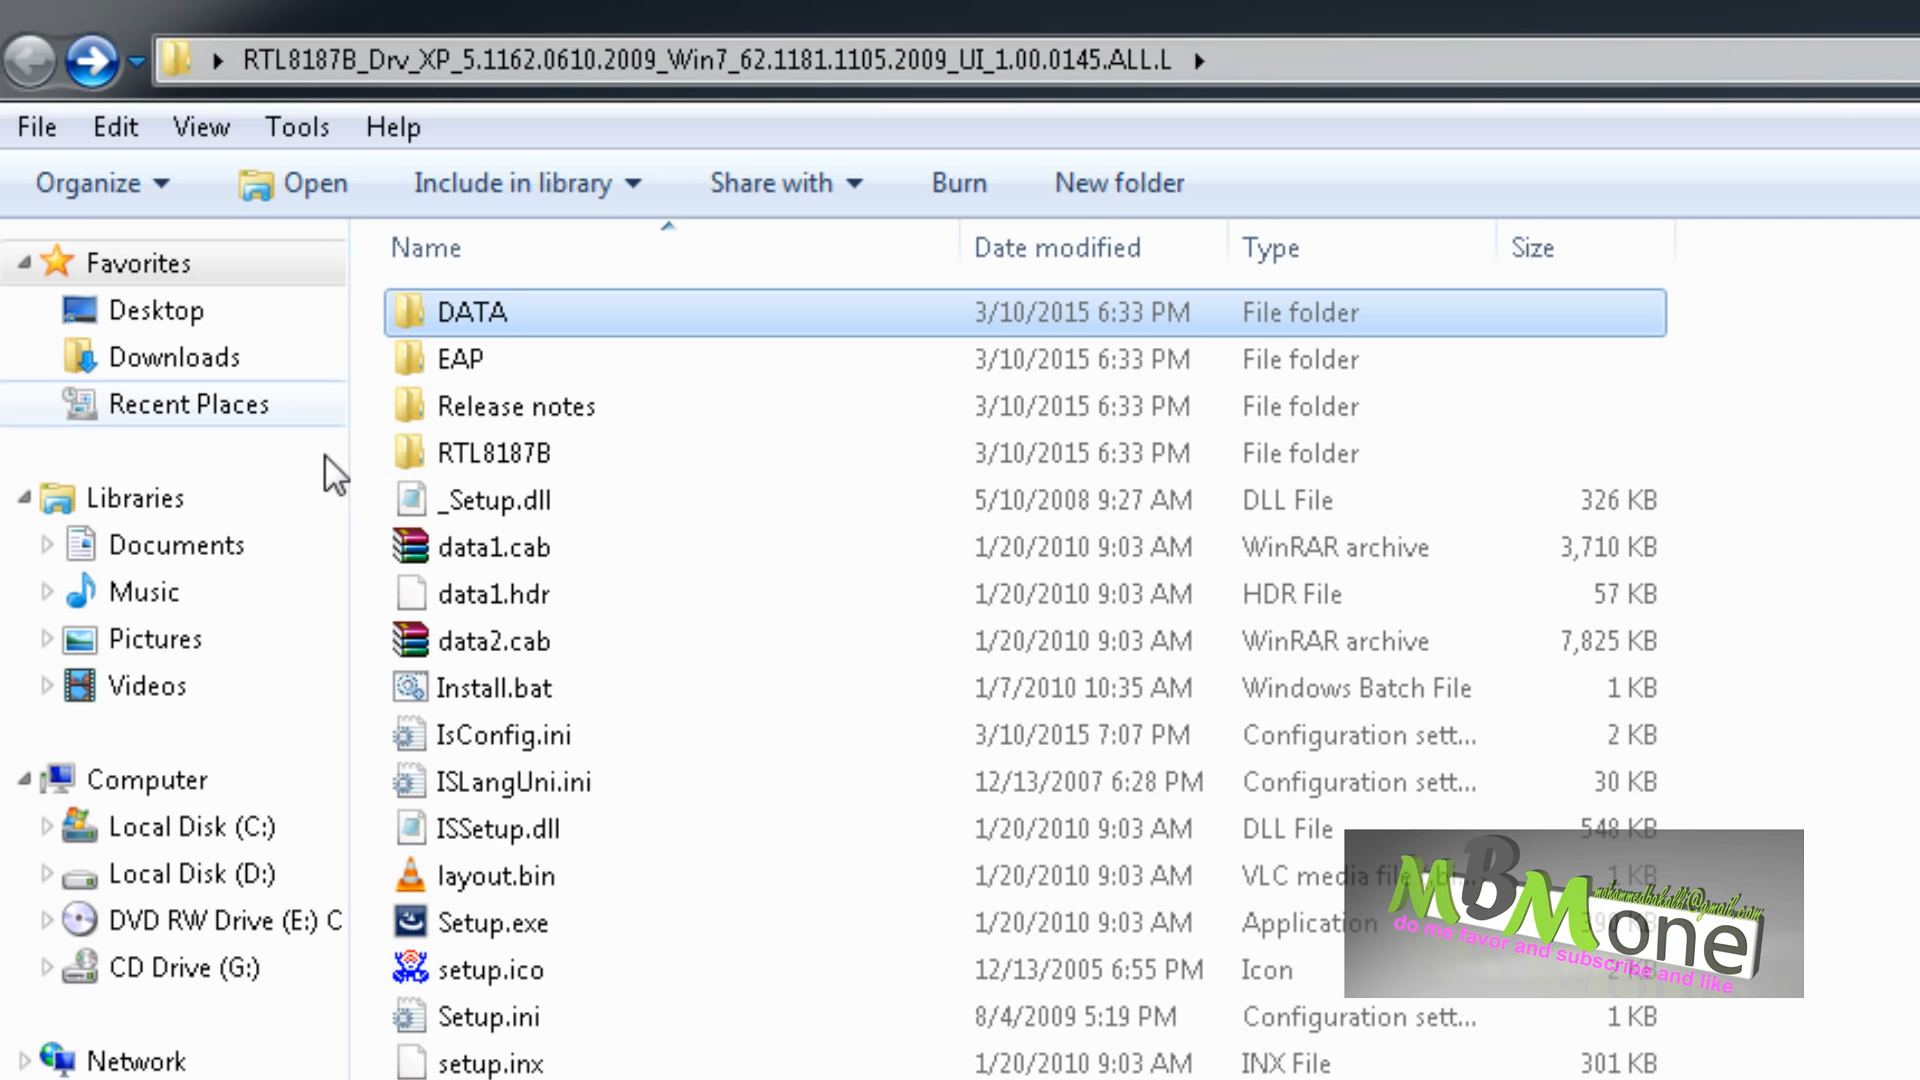 RTL8187B_Drv_XP_5.1162.0610.2009_Win7_62.1181.1105.2009_UI_1.00.0145.ALL.L
File Edit View Tools Help
Organize Open Include in library Share with Burn New folder
Name Date modified Type Size
Favorites
Desktop
Downloads
Recent Places
Libraries
Documents
Music
Pictures
Videos
Computer
Local Disk (C:)
Local Disk (D:)
DVD RW Drive (E:) C
CD Drive (G:)
Network
DATA 3/10/2015 6:33 PM File folder
EAP 3/10/2015 6:33 PM File folder
Release notes 3/10/2015 6:33 PM File folder
RTL8187B 3/10/2015 6:33 PM File folder
_Setup.dll 5/10/2008 9:27 AM DLL File 326 KB
data1.cab 1/20/2010 9:03 AM WinRAR archive 3,710 KB
data1.hdr 1/20/2010 9:03 AM HDR File 57 KB
data2.cab 1/20/2010 9:03 AM WinRAR archive 7,825 KB
Install.bat 1/7/2010 10:35 AM Windows Batch File 1 KB
IsConfig.ini 3/10/2015 7:07 PM Configuration sett... 2 KB
ISLangUni.ini 12/13/2007 6:28 PM Configuration sett... 30 KB
ISSetup.dll 1/20/2010 9:03 AM DLL File 548 KB
layout.bin 1/20/2010 9:03 AM VLC media file (.bi... 1 KB
Setup.exe 1/20/2010 9:03 AM Application KB
setup.ico 12/13/2005 6:55 PM Icon
Setup.ini 8/4/2009 5:19 PM Configuration sett... 1 KB
setup.inx 1/20/2010 9:03 AM INX File 301 KB
MBMone
do me favor and subscribe and like